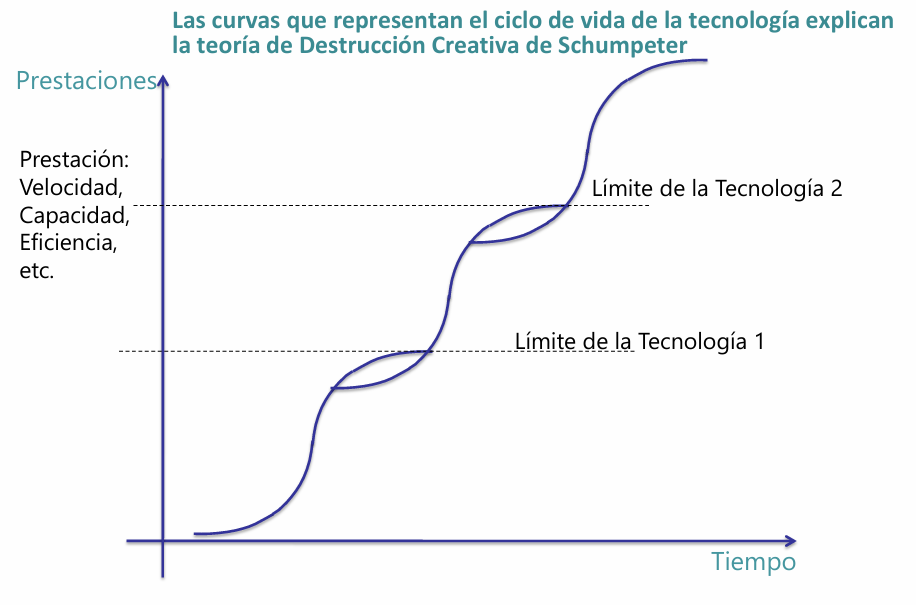 Las curvas que representan el ciclo de vida de la tecnología explican
la teoría de Destrucción Creativa de Schumpeter
Prestaciones
Prestación:
Velocidad,
Capacidad,
Eficiencia,
etc.
Límite de la Tecnología 2
Límite de la Tecnología 1
Tiempo